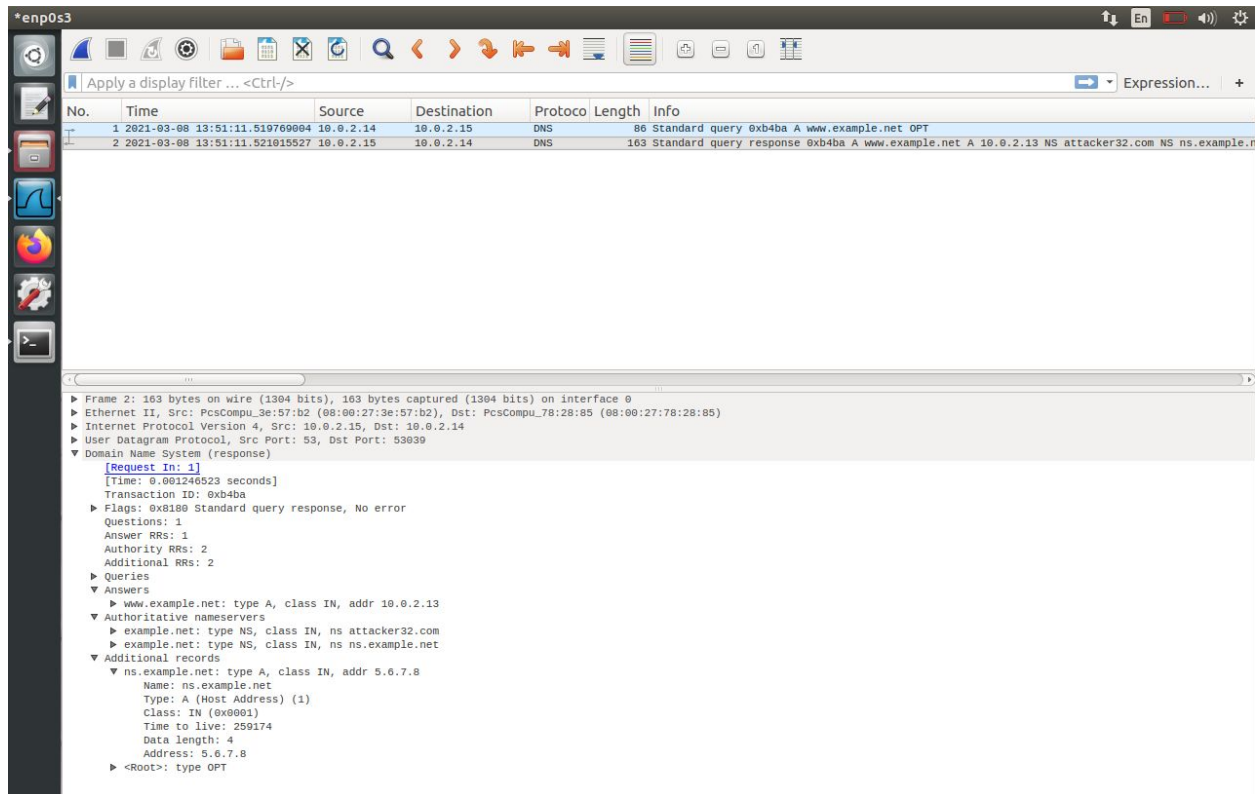 *enp0s3 En
Apply a display filter ... <Ctrl-/> Expression... +
No. Time Source Destination Protoco Length Info
1 2021-03-08 13:51:11.519769004 10.0.2.14 10.0.2.15 DNS 86 Standard query 0xb4ba A www.example.net OPT
2 2021-03-08 13:51:11.521015527 10.0.2.15 10.0.2.14 DNS 163 Standard query response 0xb4ba A www.example.net A 10.0.2.13 NS attacker32.com NS ns.example.n
Frame 2: 163 bytes on wire (1304 bits), 163 bytes captured (1304 bits) on interface 0
Ethernet II, Src: PcsCompu_3e:57:b2 (08:00:27:3e:57:b2), Dst: PcsCompu_78:28:85 (08:00:27:78:28:85)
Internet Protocol Version 4, Src: 10.0.2.15, Dst: 10.0.2.14
User Datagram Protocol, Src Port: 53, Dst Port: 53039
Domain Name System (response)
[Request In: 1]
[Time: 0.001246523 seconds]
Transaction ID: 0xb4ba
Flags: 0x8180 Standard query response, No error
Questions: 1
Answer RRs: 1
Authority RRs: 2
Additional RRs: 2
Queries
Answers
www.example.net: type A, class IN, addr 10.0.2.13
Authoritative nameservers
example.net: type NS, class IN, ns attacker32.com
example.net: type NS, class IN, ns ns.example.net
Additional records
ns.example.net: type A, class IN, addr 5.6.7.8
Name: ns.example.net
Type: A (Host Address) (1)
Class: IN (0x0001)
Time to live: 259174
Data length: 4
Address: 5.6.7.8
<Root>: type OPT